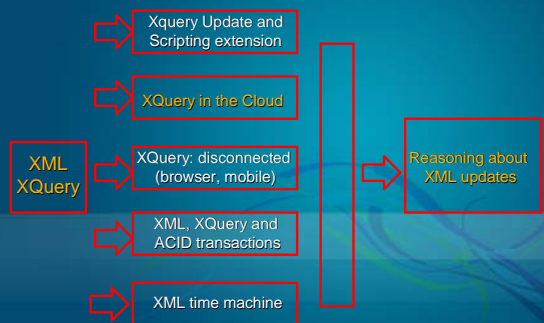 XML
XQuery
Xquery Update and
Scripting extension
XQuery in the Cloud
XQuery: disconnected
(browser, mobile)
XML, XQuery and
ACID transactions
XML time machine
Reasoning about
XML updates